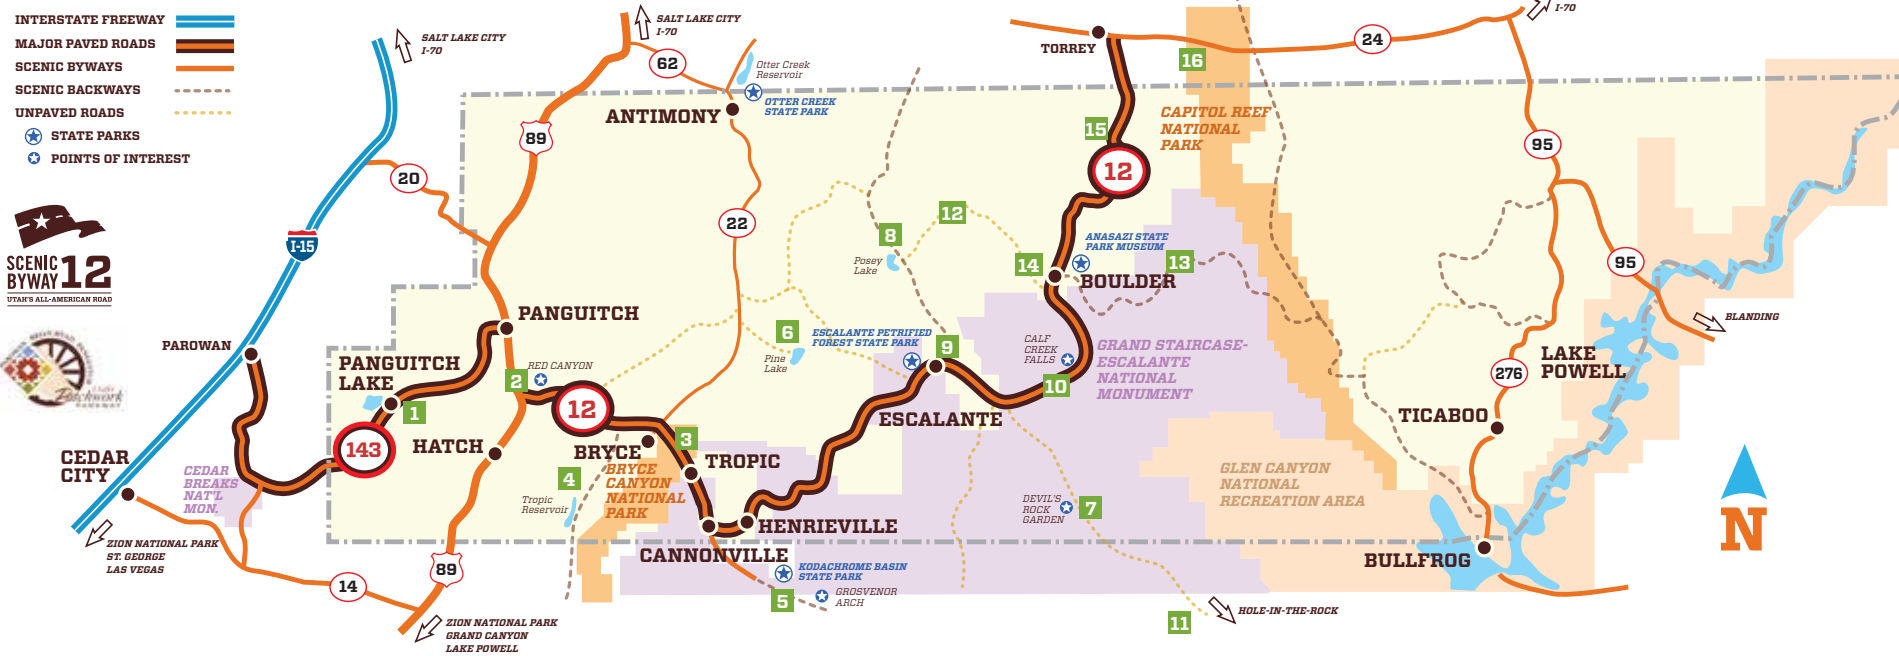 INTERSTATE FREEWAY
MAJOR PAVED ROADS
SCENIC BYWAYS
SCENIC BACKWAYS
UNPAVED ROADS
STATE PARKS
POINTS OF INTEREST
SCENIC
BYWAY 12
UTAH'S ALL-AMERICAN ROAD
Patchwork
PARKWAY
SALT LAKE CITY
I-70
SALT LAKE CITY
I-70
I-70
62
Otter Creek
Reservoir
OTTER CREEK
STATE PARK
ANTIMONY
89
20
22
I-15
TORREY
24
16
CAPITOL REEF
NATIONAL
PARK
15
12
95
95
BLANDING
12
8
Posey
Lake
ANASAZI STATE
PARK MUSEUM
14
BOULDER
13
PANGUITCH
PAROWAN
PANGUITCH
LAKE
1
2
RED CANYON
12
6
Pine
Lake
ESCALANTE PETRIFIED
FOREST STATE PARK
9
CALF
CREEK
FALLS
10
GRAND STAIRCASE-
ESCALANTE
NATIONAL
MONUMENT
ESCALANTE
LAKE
POWELL
276
TICABOO
143
HATCH
BRYCE
3
TROPIC
BRYCE
CANYON
NATIONAL
PARK
4
Tropic
Reservoir
CEDAR
CITY
CEDAR
BREAKS
NAT'L
MON.
GLEN CANYON
NATIONAL
RECREATION AREA
DEVIL'S
ROCK
GARDEN
7
HENRIEVILLE
CANNONVILLE
KODACHROME BASIN
STATE PARK
5
GROSVENOR
ARCH
BULLFROG
N
ZION NATIONAL PARK
ST. GEORGE
LAS VEGAS
14
89
ZION NATIONAL PARK
GRAND CANYON
LAKE POWELL
11
HOLE-IN-THE-ROCK